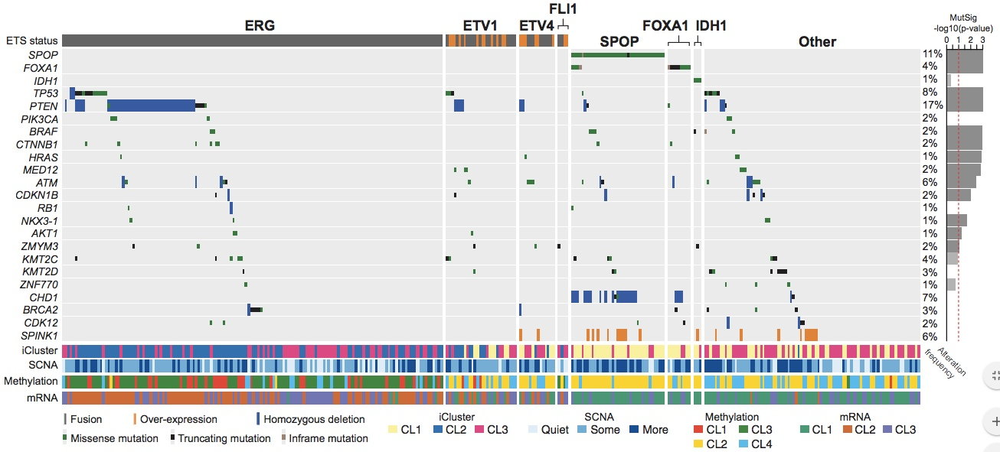 FLI1
ERG ETV1 ETV4 FOXA1 IDH1
SPOP Other
MutSig
-log10(p-value)
0 1 2 3
ETS status
SPOP 11%
FOXA1 4%
IDH1 1%
TP53 8%
PTEN 17%
PIK3CA 2%
BRAF 2%
CTNNB1 2%
HRAS 1%
MED12 2%
ATM 6%
CDKN1B 2%
RB1 1%
NKX3-1 1%
AKT1 1%
ZMYM3 2%
KMT2C 4%
KMT2D 3%
ZNF770 1%
CHD1 7%
BRCA2 3%
CDK12 2%
SPINK1 6%
Alteration
frequency
iCluster
SCNA
Methylation
mRNA
Fusion Over-expression Homozygous deletion
Missense mutation Truncating mutation Inframe mutation
iCluster
CL1 CL2 CL3
SCNA
Quiet Some More
Methylation
CL1 CL3
CL2 CL4
mRNA
CL1 CL2 CL3